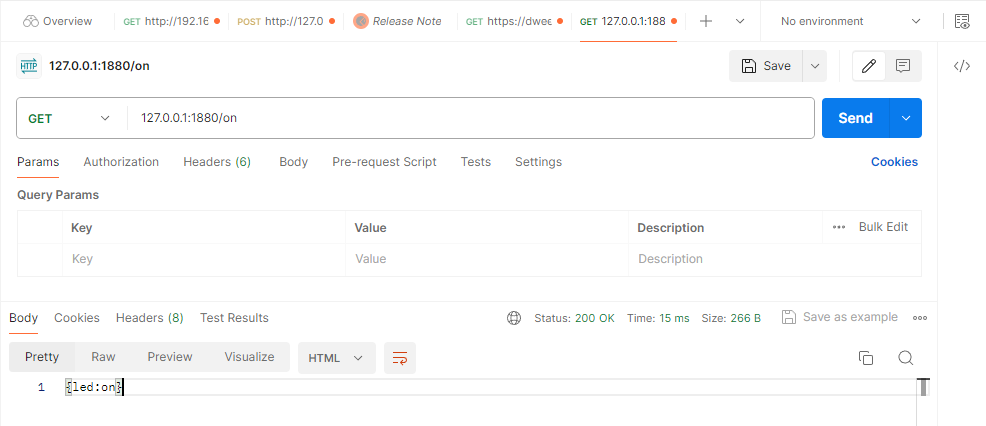 Overview GET http://192.16 POST http://127.0 Release Note GET https://dwee GET 127.0.0.1:188 No environment
HTTP 127.0.0.1:1880/on Save
GET 127.0.0.1:1880/on Send
Params Authorization Headers (6) Body Pre-request Script Tests Settings Cookies
Query Params
Key Value Description Bulk Edit
Key Value Description
Body Cookies Headers (8) Test Results Status: 200 OK Time: 15 ms Size: 266 B Save as example
Pretty Raw Preview Visualize HTML
1 {led:on}